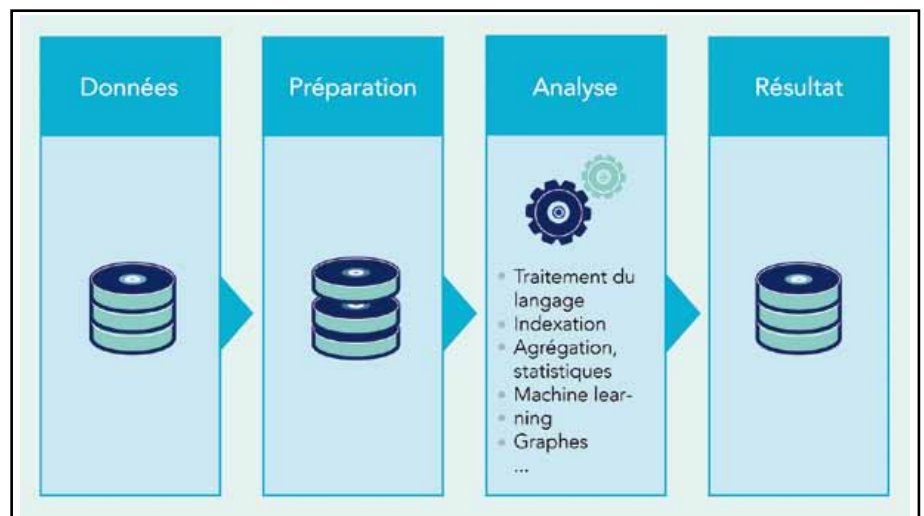 Données
Préparation
Analyse
Résultat
• Traitement du
langage
• Indexation
• Agrégation,
statistiques
• Machine lear-
• ning
• Graphes
...